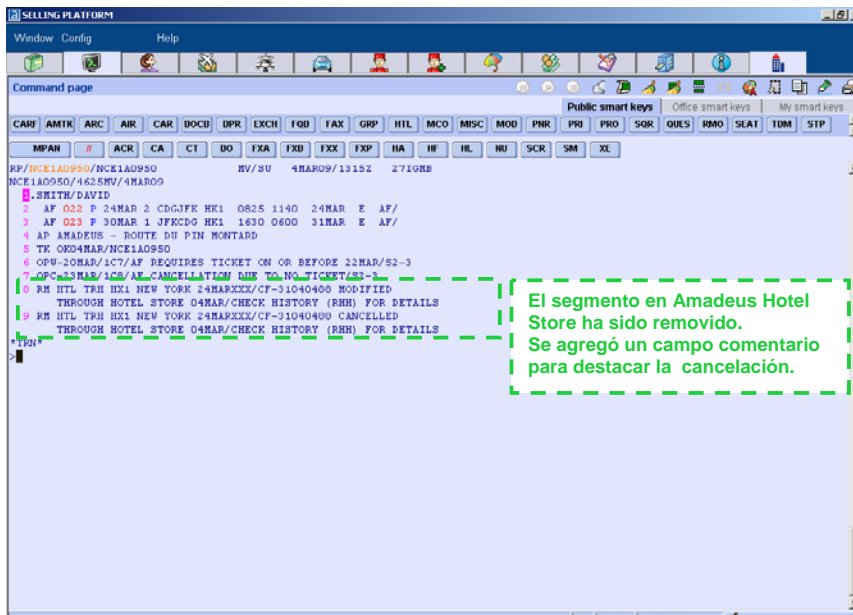 SELLING PLATFORM
Window Config Help
Command page
Public smart keys Office smart keys My smart keys
CARF AMTK ARC AIR CAR DOCU DPR EXCH FQD FAX GRP HTL MCO MISC MOD PNR PRI PRO SQR QUES RMO SEAT TDM STP
MPAN // ACR CA CT DO FXA FXB FXX FXP HA HF HL HU SCR SM XE
RP/NCE1A0950/NCE1A0950 MV/SU 4MAR09/1315Z 271GMB
NCE1A0950/4625MV/4MAR09
1.SMITH/DAVID
2 AF 022 P 24MAR 2 CDGJFK HK1 0825 1140 24MAR E AF/
3 AF 023 P 30MAR 1 JFKCDG HK1 1630 0600 31MAR E AF/
4 AP AMADEUS - ROUTE DU PIN MONTARD
5 TK OK04MAR/NCE1A0950
6 OPW-20MAR/1C7/AF REQUIRES TICKET ON OR BEFORE 22MAR/S2-3
7 OPC-23MAR/1C8/AF CANCELLATION DUE TO NO TICKET/S2-3
8 RM HTL TRH HX1 NEW YORK 24MARXXX/CF-31040488 MODIFIED
THROUGH HOTEL STORE 04MAR/CHECK HISTORY (RHH) FOR DETAILS
9 RM HTL TRH HX1 NEW YORK 24MARXXX/CF-31040488 CANCELLED
THROUGH HOTEL STORE 04MAR/CHECK HISTORY (RHH) FOR DETAILS
*TRN*
>
El segmento en Amadeus Hotel
Store ha sido removido.
Se agregó un campo comentario
para destacar la cancelación.